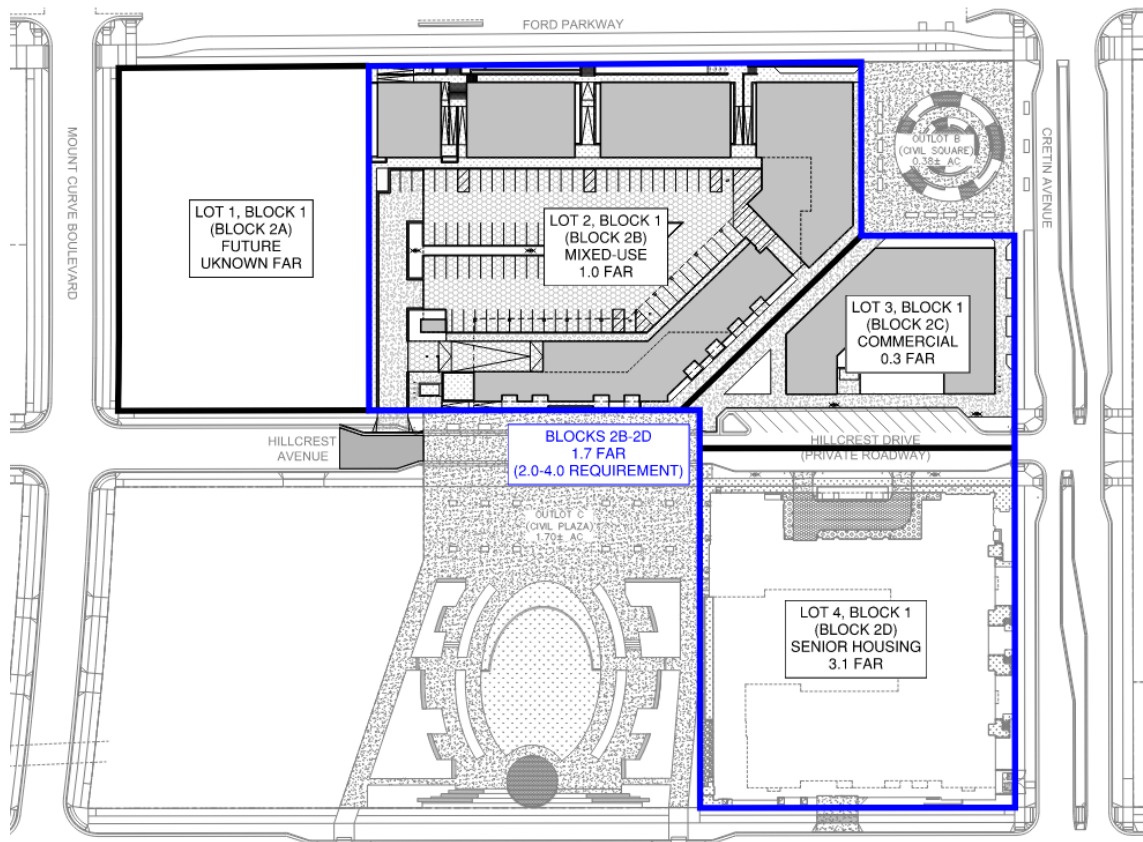 FORD PARKWAY
MOUNT CURVE BOULEVARD
CRETIN AVENUE
OUTLOT B
(CIVIL SQUARE)
0.38± AC
LOT 1, BLOCK 1
(BLOCK 2A)
FUTURE
UKNOWN FAR
LOT 2, BLOCK 1
(BLOCK 2B)
MIXED-USE
1.0 FAR
LOT 3, BLOCK 1
(BLOCK 2C)
COMMERCIAL
0.3 FAR
HILLCREST
AVENUE
BLOCKS 2B-2D
1.7 FAR
(2.0-4.0 REQUIREMENT)
HILLCREST DRIVE
(PRIVATE ROADWAY)
OUTLOT C
(CIVIL PLAZA)
1.70± AC
LOT 4, BLOCK 1
(BLOCK 2D)
SENIOR HOUSING
3.1 FAR